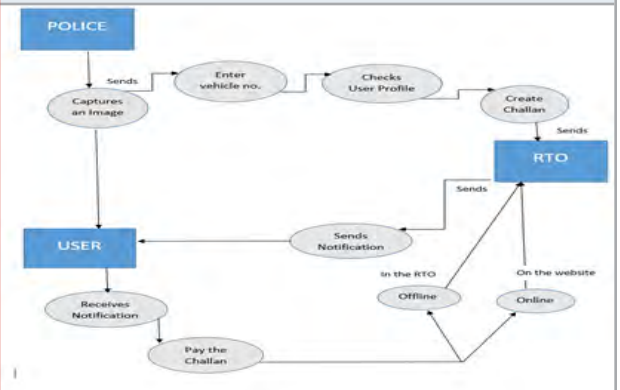 POLICE
Sends
Captures
an Image
Enter
vehicle no.
Checks
User Profile
Create
Challan
Sends
RTO
Sends
Sends
Notification
USER
In the RTO
On the website
Offline
Online
Receives
Notification
Pay the
Challan